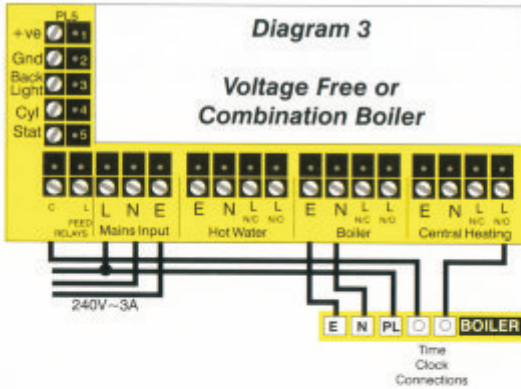 PL5
Diagram 3
Voltage Free or
Combination Boiler
+ve *1
Gnd *2
Back
Light *3
Cyl *4
Stat *5
C L L N E E N L L E N L L E N L L
N/C N/O N/C N/O N/C N/O
FEED
RELAYS Mains Input Hot Water Boiler Central Heating
240V~3A
E N PL BOILER
Time
Clock
Connections